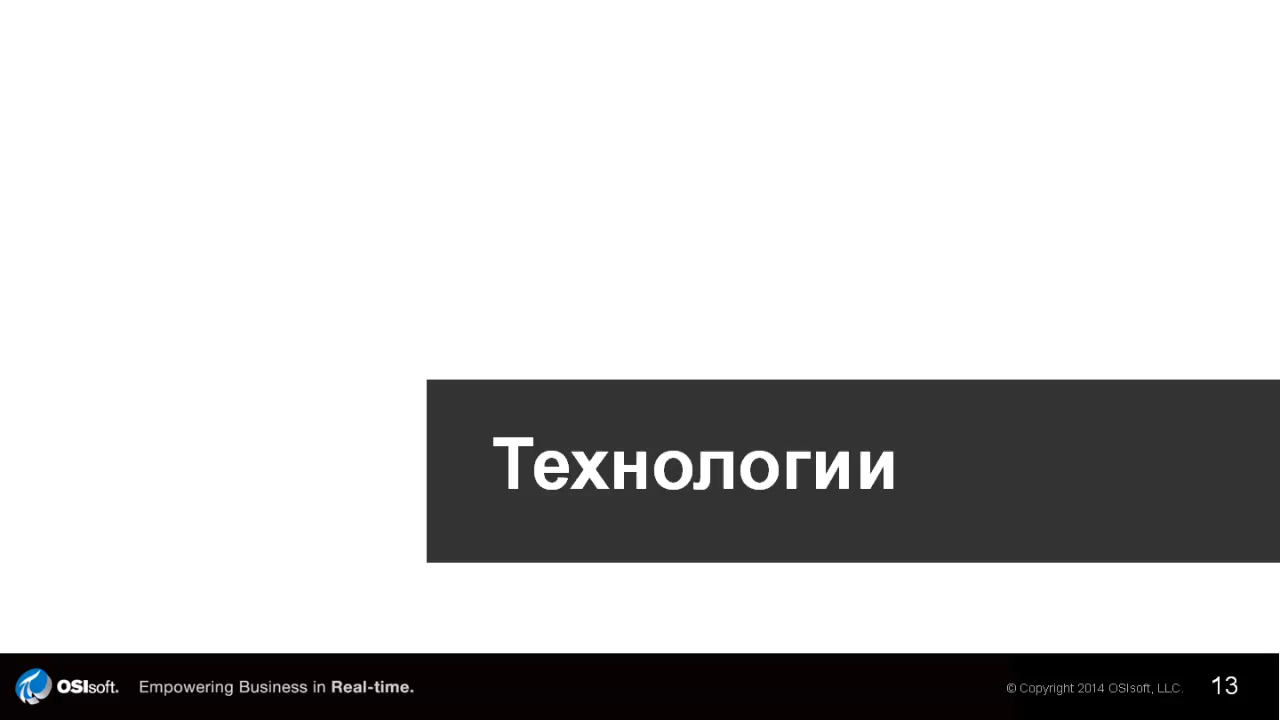 Технологии
OSIsoft. Empowering Business in Real-time. © Copyright 2014 OSIsoft, LLC. 13